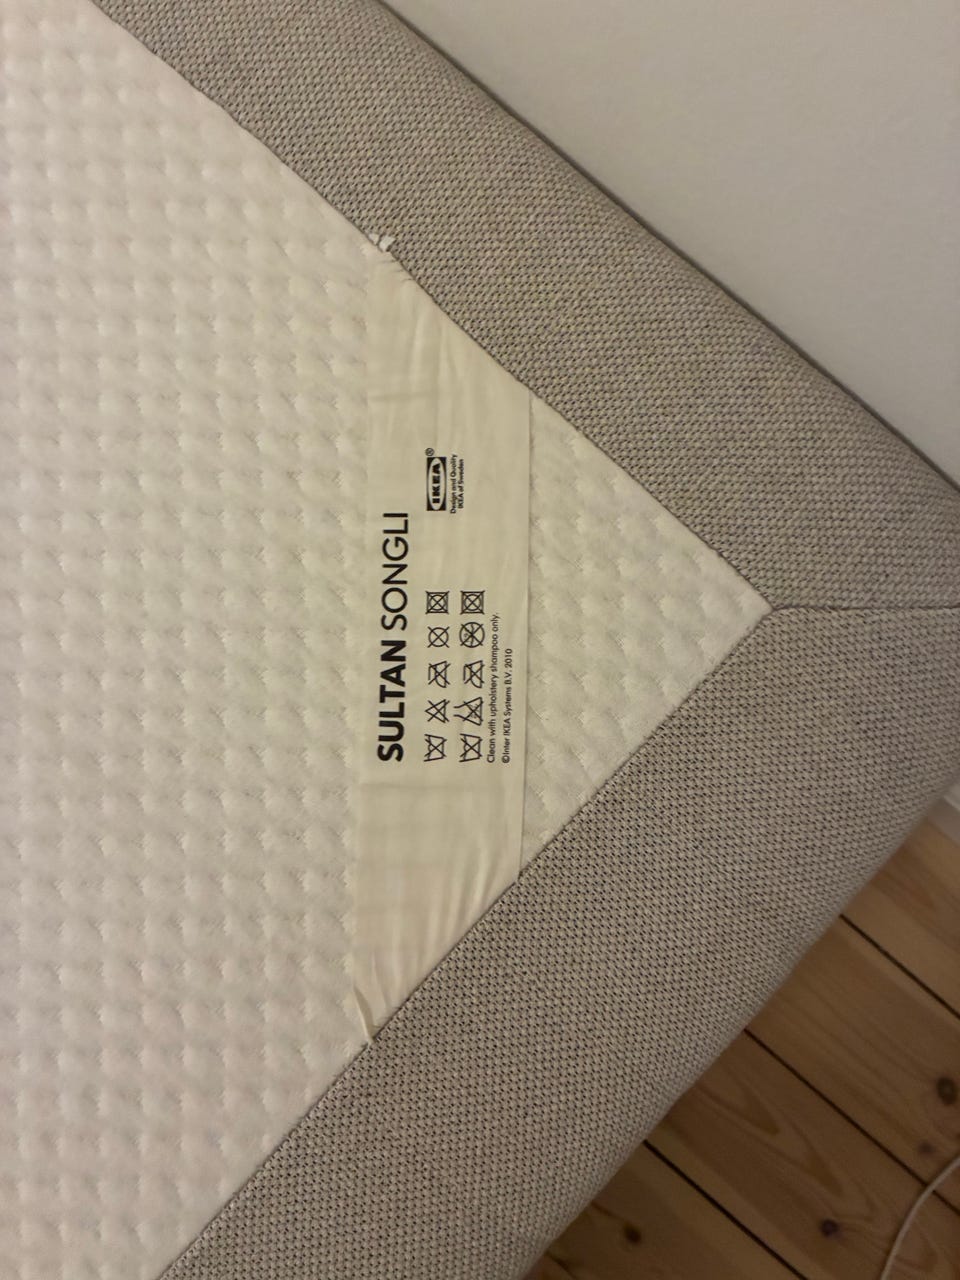 SULTAN SONGLI
IKEA®
Design and Quality
IKEA of Sweden
Clean with upholstery shampoo only.
©Inter IKEA Systems B.V. 2010